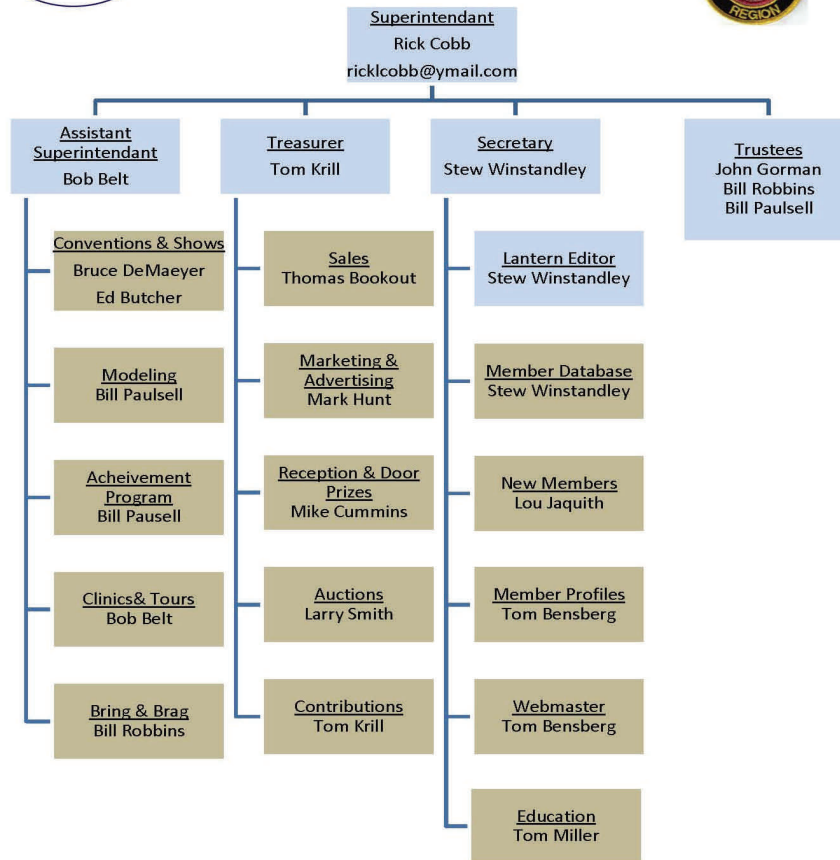 REGION
Superintendant
Rick Cobb
ricklcobb@ymail.com
Assistant
Superintendant
Bob Belt
Treasurer
Tom Krill
Secretary
Stew Winstandley
Trustees
John Gorman
Bill Robbins
Bill Paulsell
Conventions & Shows
Bruce DeMaeyer
Ed Butcher
Modeling
Bill Paulsell
Acheivement
Program
Bill Pausell
Clinics& Tours
Bob Belt
Bring & Brag
Bill Robbins
Sales
Thomas Bookout
Marketing &
Advertising
Mark Hunt
Reception & Door
Prizes
Mike Cummins
Auctions
Larry Smith
Contributions
Tom Krill
Lantern Editor
Stew Winstandley
Member Database
Stew Winstandley
New Members
Lou Jaquith
Member Profiles
Tom Bensberg
Webmaster
Tom Bensberg
Education
Tom Miller